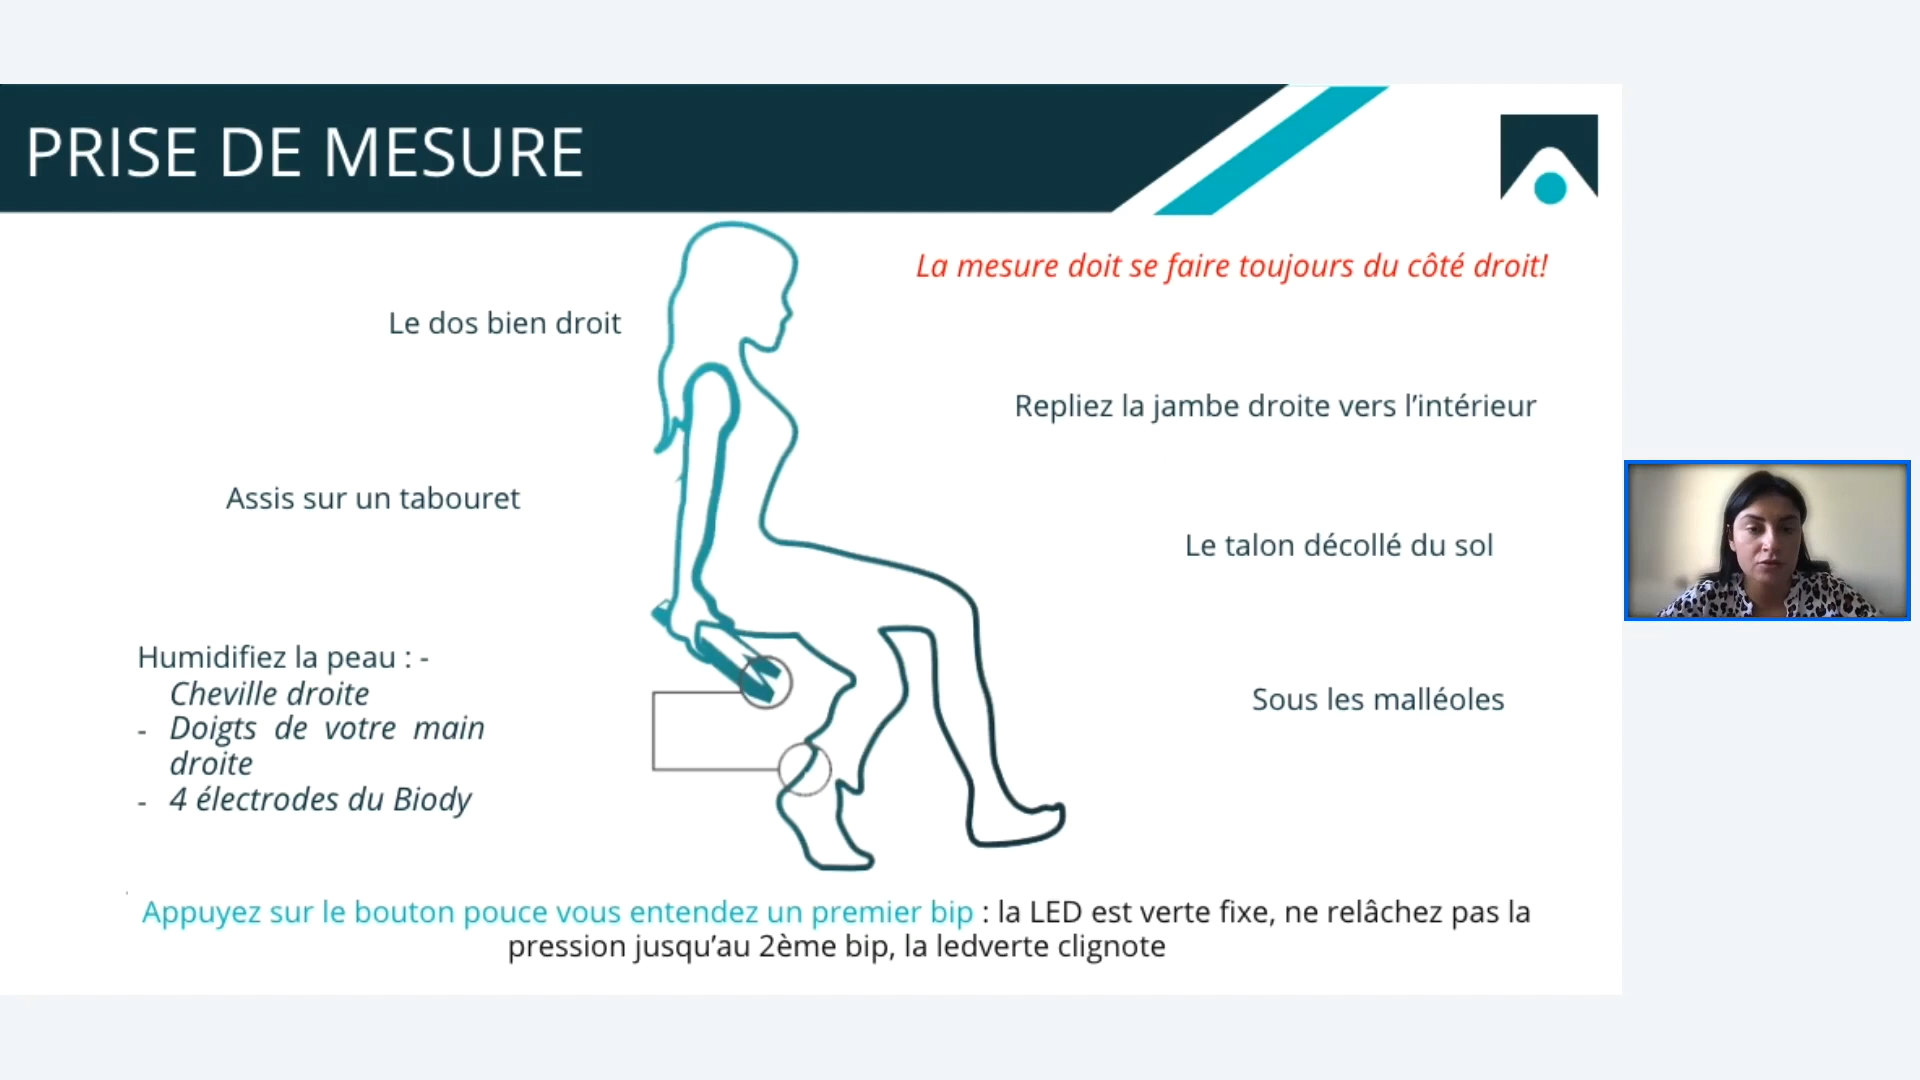 PRISE DE MESURE
La mesure doit se faire toujours du côté droit!
Le dos bien droit
Repliez la jambe droite vers l’intérieur
Assis sur un tabouret
Le talon décollé du sol
Humidifiez la peau : -
Cheville droite
- Doigts de votre main
droite
- 4 électrodes du Biody
Sous les malléoles
Appuyez sur le bouton pouce vous entendez un premier bip : la LED est verte fixe, ne relâchez pas la
pression jusqu’au 2ème bip, la ledverte clignote